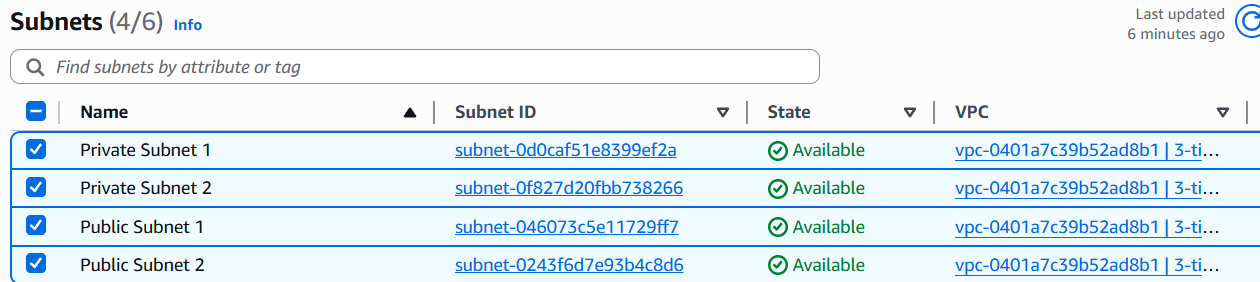 Subnets (4/6) Info
Last updated
6 minutes ago
Find subnets by attribute or tag
Name Subnet ID State VPC
Private Subnet 1 subnet-0d0caf51e8399ef2a Available vpc-0401a7c39b52ad8b1 | 3-ti…
Private Subnet 2 subnet-0f827d20fbb738266 Available vpc-0401a7c39b52ad8b1 | 3-ti…
Public Subnet 1 subnet-046073c5e11729ff7 Available vpc-0401a7c39b52ad8b1 | 3-ti…
Public Subnet 2 subnet-0243f6d7e93b4c8d6 Available vpc-0401a7c39b52ad8b1 | 3-ti…